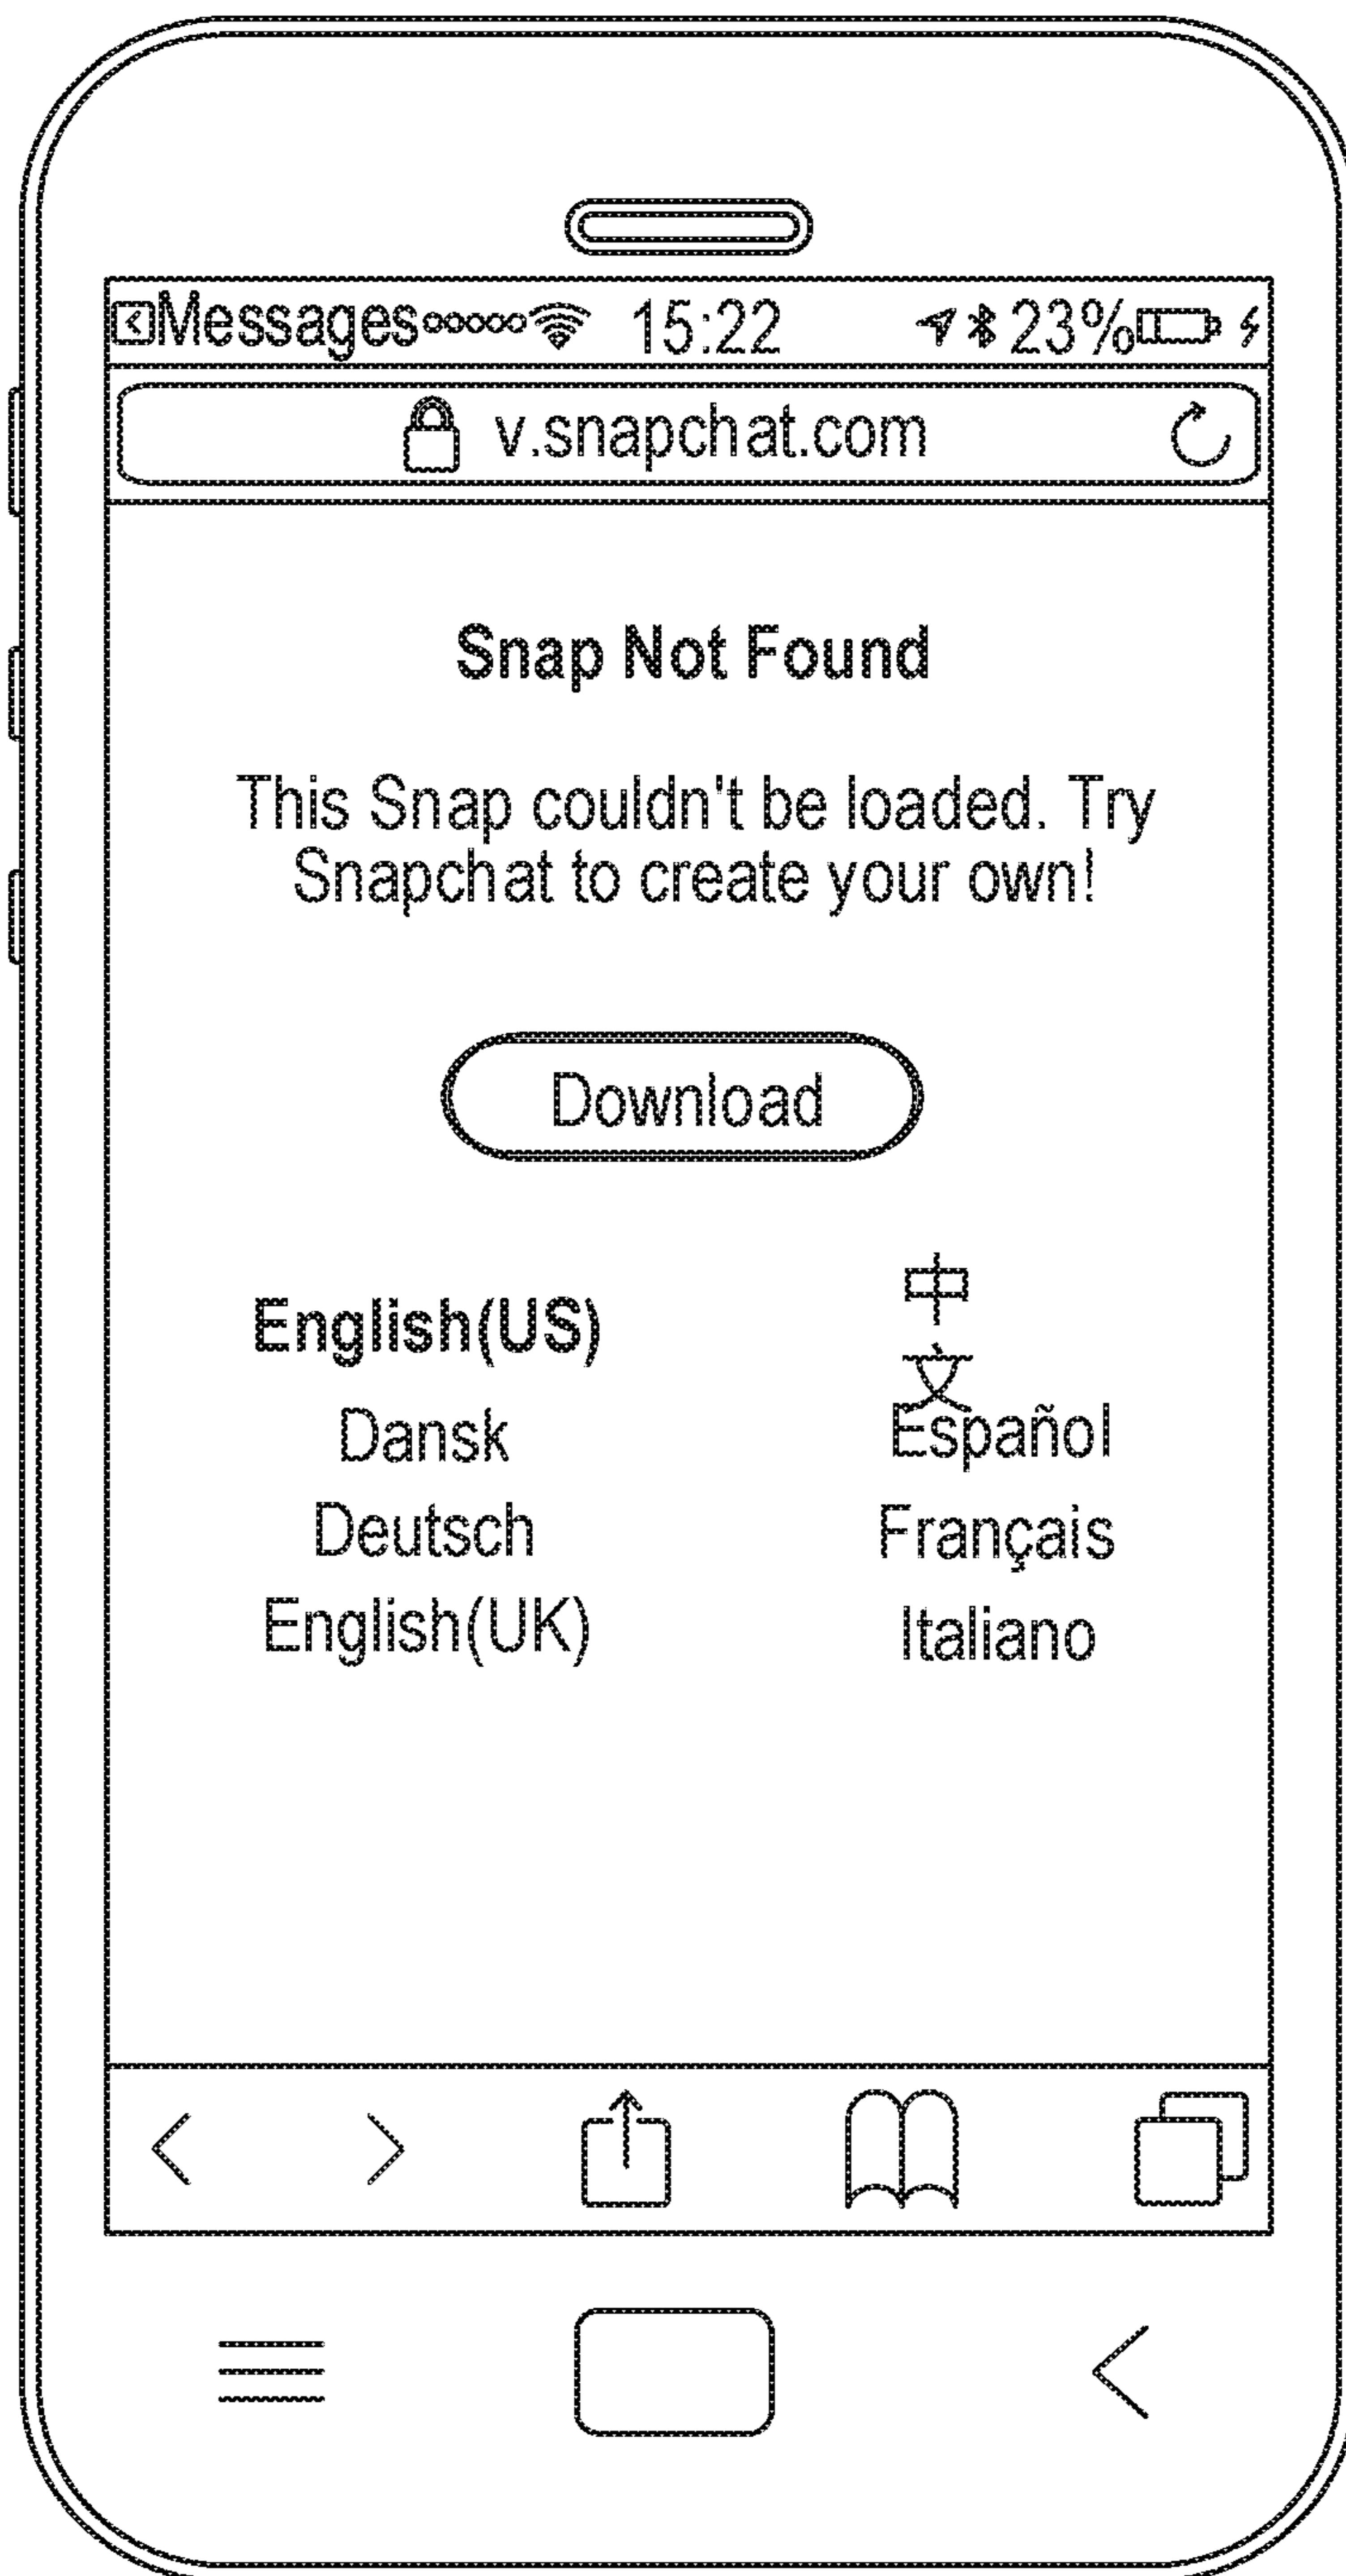 Messages 15:22 23%
v.snapchat.com
Snap Not Found
This Snap couldn't be loaded. Try
Snapchat to create your own!
Download
English(US)
Dansk
Deutsch
English(UK)
中
文
Español
Français
Italiano